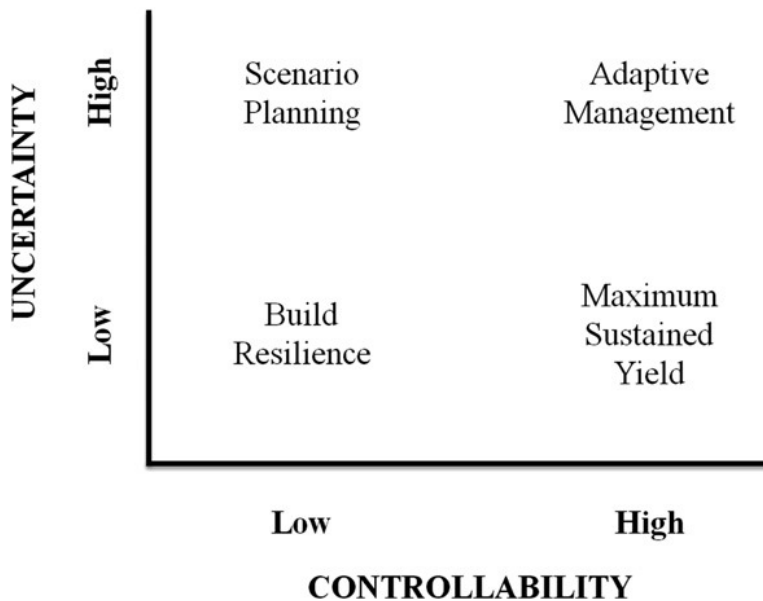 UNCERTAINTY
High
Low
Scenario
Planning
Adaptive
Management
Build
Resilience
Maximum
Sustained
Yield
Low
High
CONTROLLABILITY